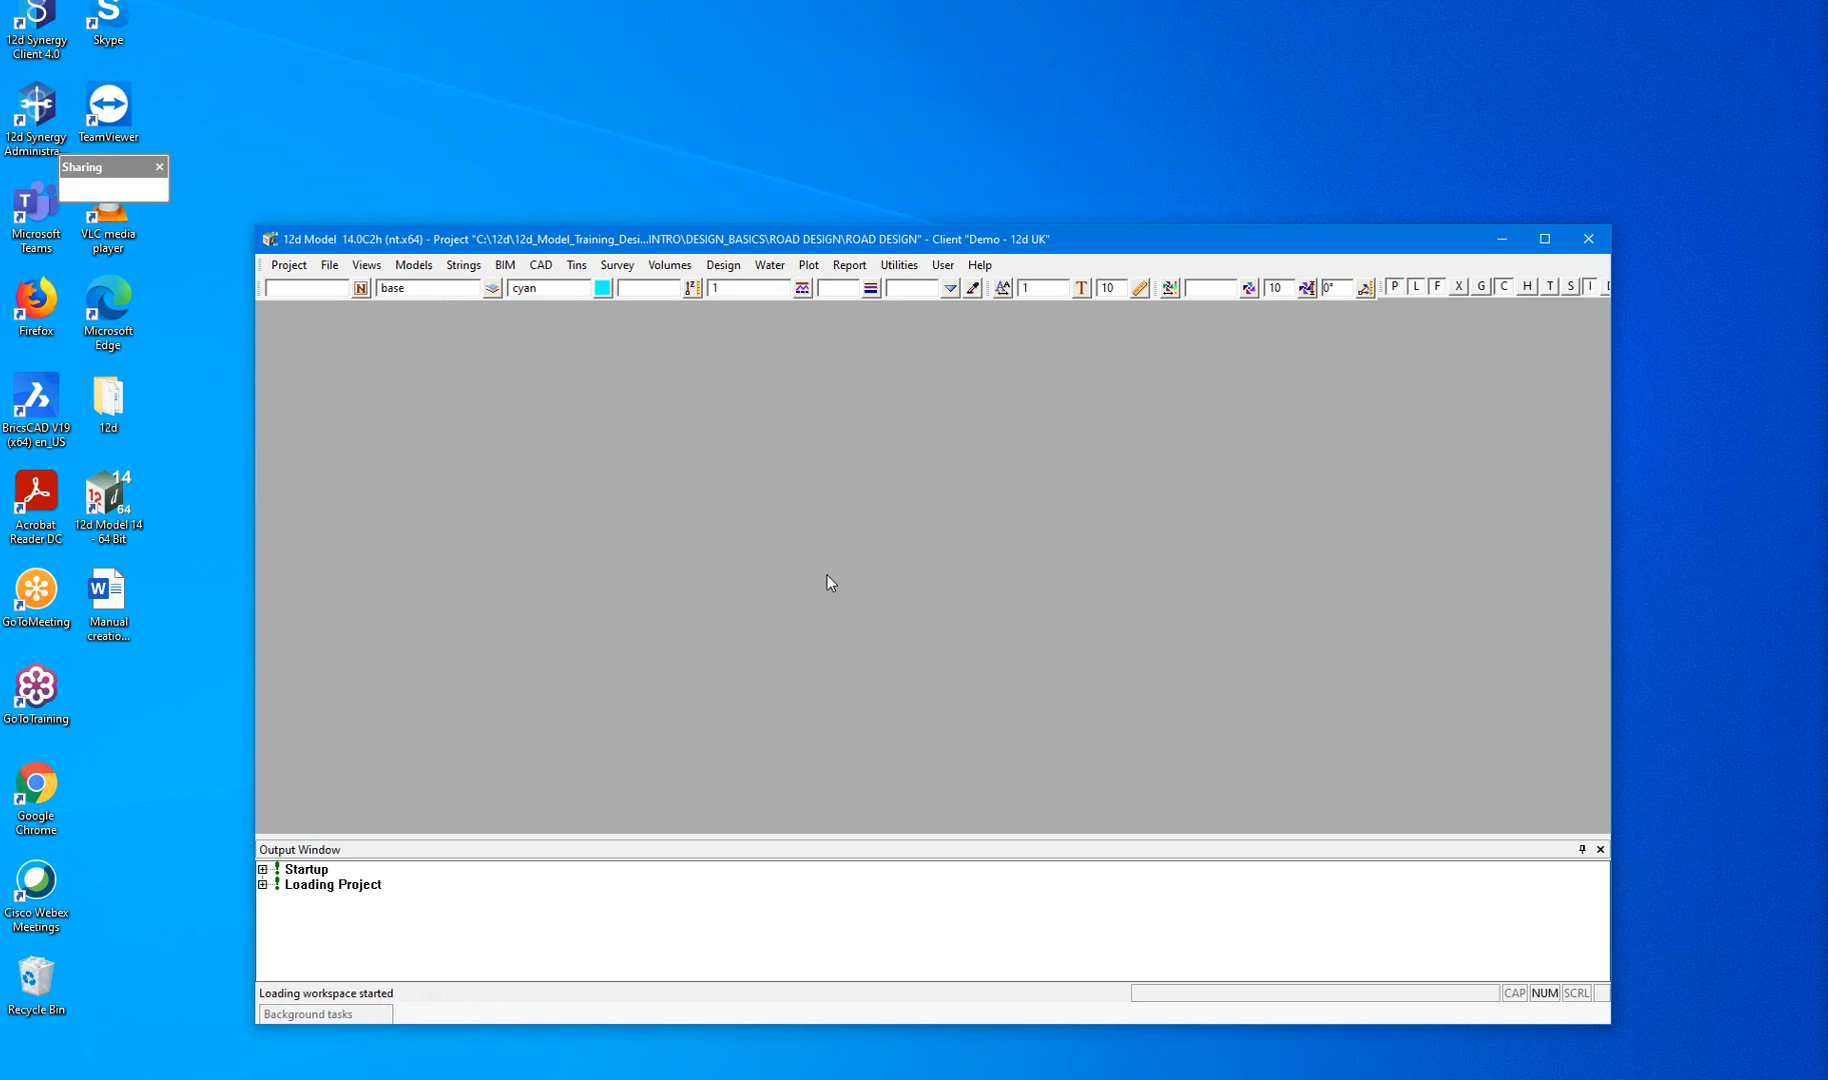 12d Synergy
Client 4.0
Skype
12d Synergy
Administra...
TeamViewer
Sharing
Microsoft
Teams
VLC media
player
Firefox
Microsoft
Edge
BricsCAD V19
(x64) en_US
12d
Acrobat
Reader DC
12d Model 14
- 64 Bit
GoToMeeting
Manual
creatio...
GoToTraining
Google
Chrome
Cisco Webex
Meetings
Recycle Bin
12d Model 14.0C2h (nt.x64) - Project "C:\12d\12d_Model_Training_Desi...INTRO\DESIGN_BASICS\ROAD DESIGN\ROAD DESIGN" - Client "Demo - 12d UK"
Project File Views Models Strings BIM CAD Tins Survey Volumes Design Water Plot Report Utilities User Help
N base cyan 1 1 T 10 10 0° P L F X G C H T S I
Output Window
Startup
Loading Project
Loading workspace started
CAP NUM SCRL
Background tasks